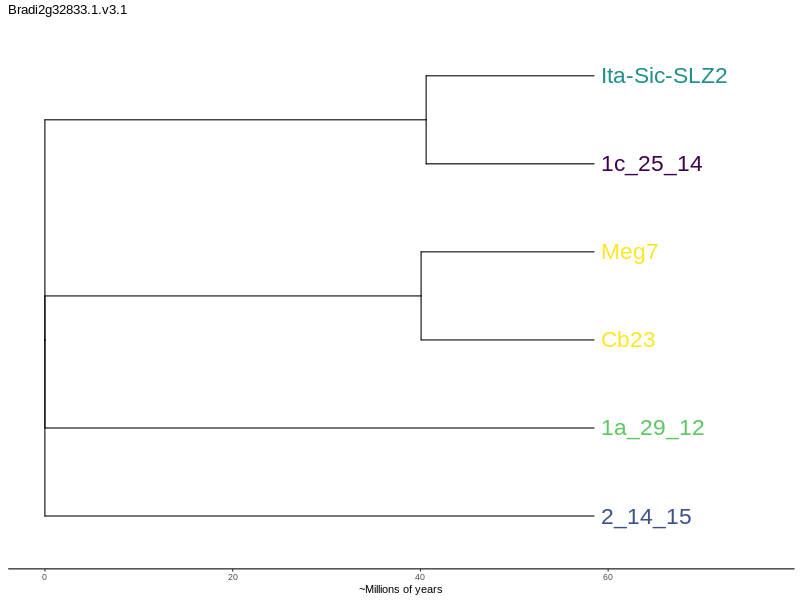 Bradi2g32833.1.v3.1
Ita-Sic-SLZ2
1c_25_14
Meg7
Cb23
1a_29_12
2_14_15
0 20 40 60
~Millions of years